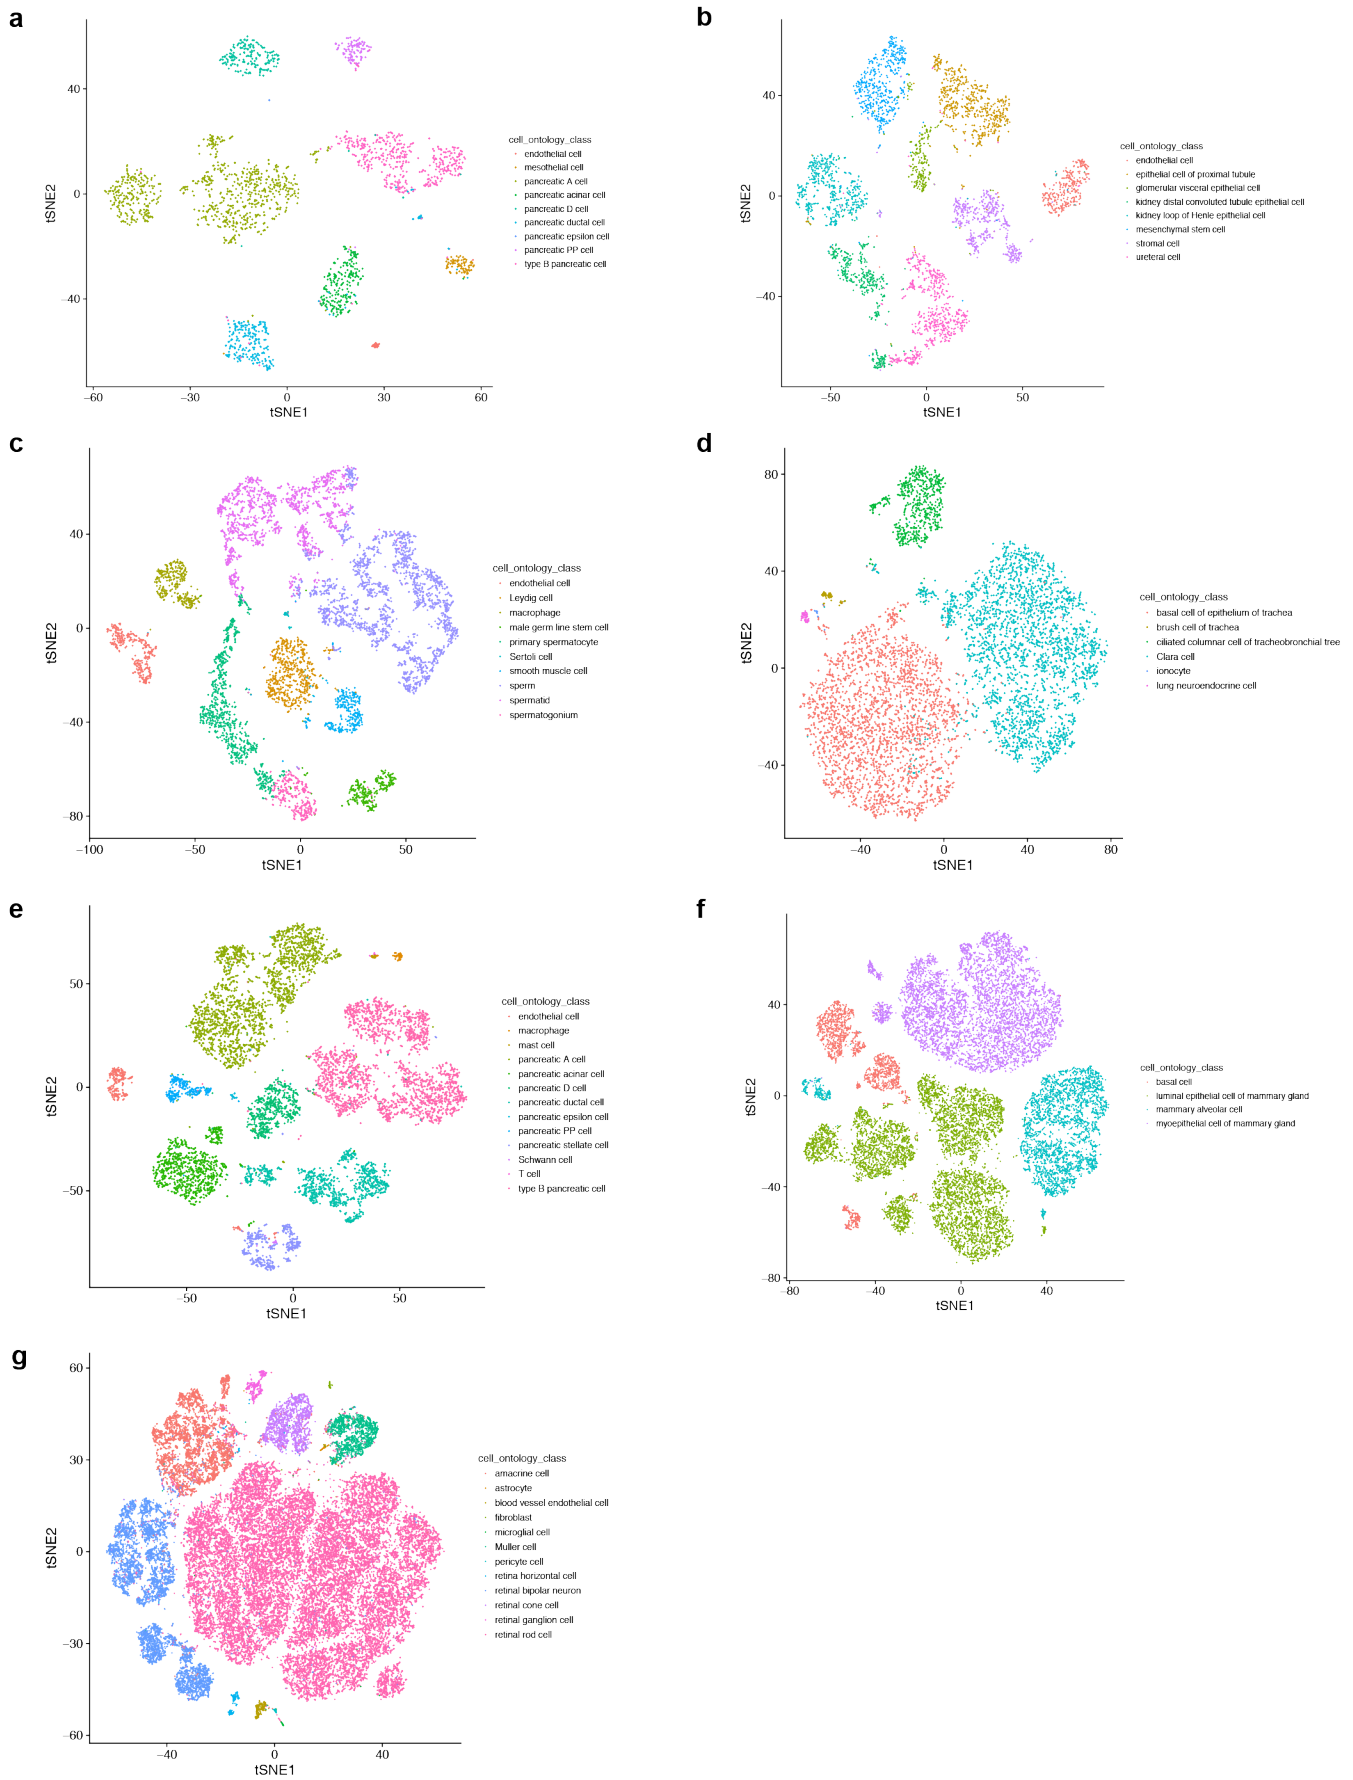 a
tSNE2
40
0
−40
−60
−30
0
30
60
tSNE1
cell_ontology_class
endothelial cell
mesothelial cell
pancreatic A cell
pancreatic acinar cell
pancreatic D cell
pancreatic ductal cell
pancreatic epsilon cell
pancreatic PP cell
type B pancreatic cell
b
tSNE2
40
0
−40
−50
0
50
tSNE1
cell_ontology_class
endothelial cell
epithelial cell of proximal tubule
glomerular visceral epithelial cell
kidney distal convoluted tubule epithelial cell
kidney loop of Henle epithelial cell
mesenchymal stem cell
stromal cell
ureteral cell
c
tSNE2
40
0
−40
−80
−100
−50
0
50
tSNE1
cell_ontology_class
endothelial cell
Leydig cell
macrophage
male germ line stem cell
primary spermatocyte
Sertoli cell
smooth muscle cell
sperm
spermatid
spermatogonium
d
tSNE2
80
40
0
−40
−40
0
40
80
tSNE1
cell_ontology_class
basal cell of epithelium of trachea
brush cell of trachea
ciliated columnar cell of tracheobronchial tree
Clara cell
ionocyte
lung neuroendocrine cell
e
tSNE2
50
0
−50
−50
0
50
tSNE1
cell_ontology_class
endothelial cell
macrophage
mast cell
pancreatic A cell
pancreatic acinar cell
pancreatic D cell
pancreatic ductal cell
pancreatic epsilon cell
pancreatic PP cell
pancreatic stellate cell
Schwann cell
T cell
type B pancreatic cell
f
tSNE2
40
0
−40
−80
−80
−40
0
40
tSNE1
cell_ontology_class
basal cell
luminal epithelial cell of mammary gland
mammary alveolar cell
myoepithelial cell of mammary gland
g
tSNE2
60
30
0
−30
−60
−40
0
40
tSNE1
cell_ontology_class
amacrine cell
astrocyte
blood vessel endothelial cell
fibroblast
microglial cell
Muller cell
pericyte cell
retina horizontal cell
retinal bipolar neuron
retinal cone cell
retinal ganglion cell
retinal rod cell